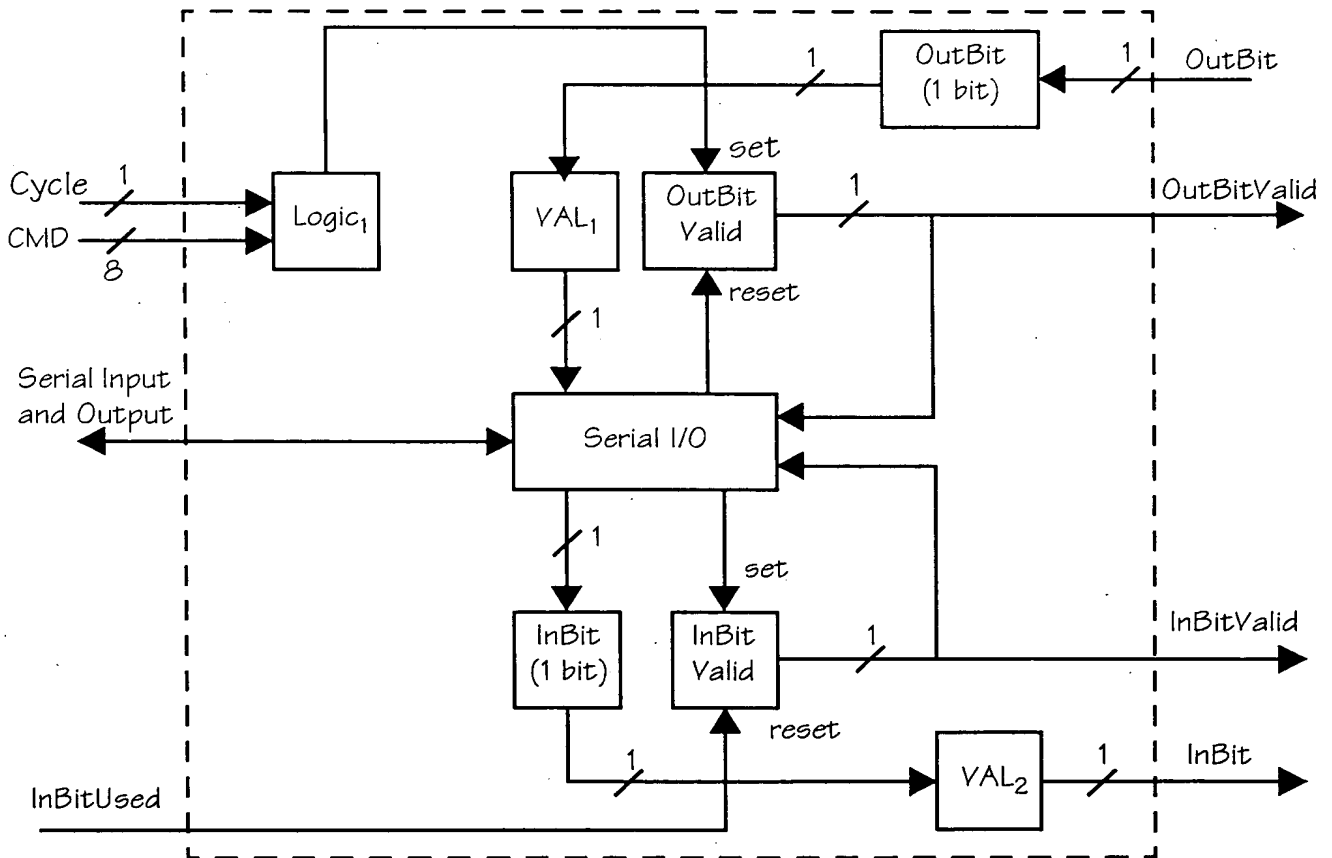 1
OutBit
(1 bit)
1
OutBit
set
Cycle
1
CMD
8
Logic1
VAL1
OutBit
Valid
1
OutBitValid
reset
1
Serial Input
and Output
Serial I/O
1
set
InBit
(1 bit)
InBit
Valid
1
InBitValid
reset
1
VAL2
1
InBit
InBitUsed